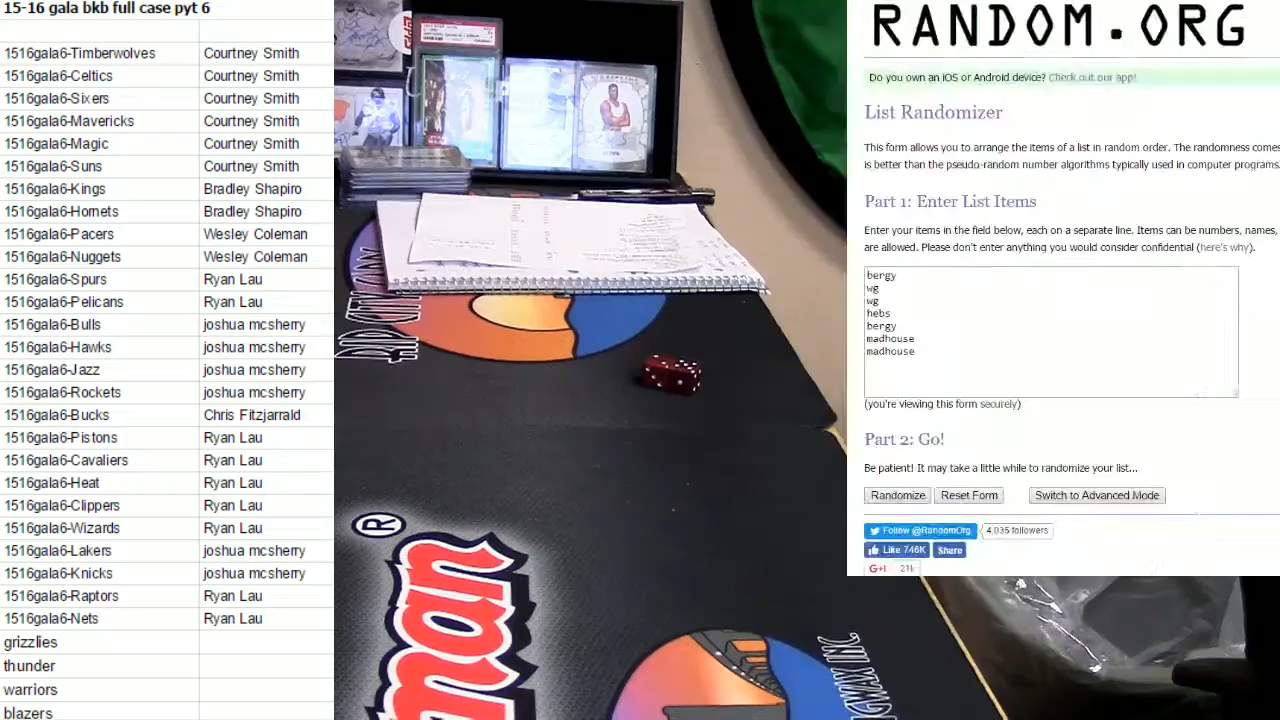 15-16 gala bkb full case pyt 6
1516gala6-Timberwolves Courtney Smith
1516gala6-Celtics Courtney Smith
1516gala6-Sixers Courtney Smith
1516gala6-Mavericks Courtney Smith
1516gala6-Magic Courtney Smith
1516gala6-Suns Courtney Smith
1516gala6-Kings Bradley Shapiro
1516gala6-Hornets Bradley Shapiro
1516gala6-Pacers Wesley Coleman
1516gala6-Nuggets Wesley Coleman
1516gala6-Spurs Ryan Lau
1516gala6-Pelicans Ryan Lau
1516gala6-Bulls joshua mcsherry
1516gala6-Hawks joshua mcsherry
1516gala6-Jazz joshua mcsherry
1516gala6-Rockets joshua mcsherry
1516gala6-Bucks Chris Fitzjarrald
1516gala6-Pistons Ryan Lau
1516gala6-Cavaliers Ryan Lau
1516gala6-Heat Ryan Lau
1516gala6-Clippers Ryan Lau
1516gala6-Wizards Ryan Lau
1516gala6-Lakers joshua mcsherry
1516gala6-Knicks joshua mcsherry
1516gala6-Raptors Ryan Lau
1516gala6-Nets Ryan Lau
grizzlies
thunder
warriors
blazers
RIP CITY
man®
GWAX INC
RANDOM.ORG
Do you own an iOS or Android device? Check out our app!
List Randomizer
This form allows you to arrange the items of a list in random order. The randomness comes
is better than the pseudo-random number algorithms typically used in computer programs
Part 1: Enter List Items
Enter your items in the field below, each on a separate line. Items can be numbers, names,
are allowed. Please don't enter anything you would consider confidential (here's why).
bergy
wg
wg
hebs
bergy
madhouse
madhouse
(you're viewing this form securely)
Part 2: Go!
Be patient! It may take a little while to randomize your list...
Randomize Reset Form Switch to Advanced Mode
Follow @RandomOrg 4,035 followers
Like 746K Share
G+1 21k